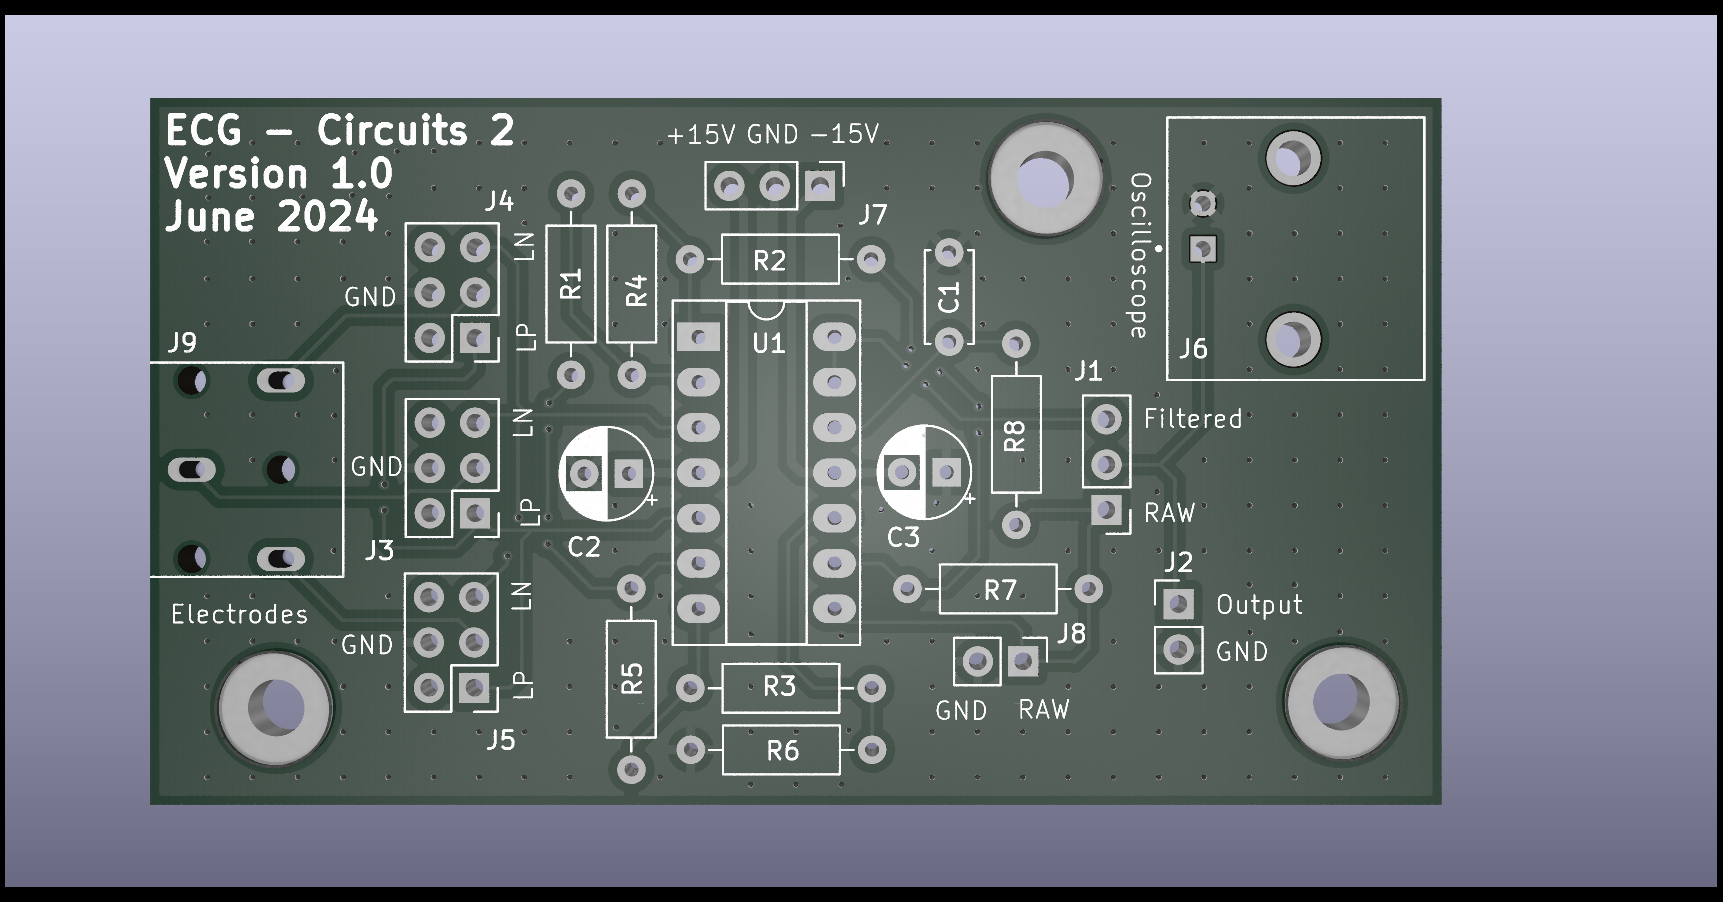 ECG – Circuits 2
Version 1.0
June 2024
+15V GND –15V
J7
J4
LN
GND
LP
R1
R4
R2
C1
Oscilloscope
J6
J9
U1
J1
Filtered
RAW
LN
GND
LP
J3
C2
+
C3
+
R8
J2
Output
GND
Electrodes
LN
GND
LP
J5
R5
R7
J8
GND RAW
R3
R6